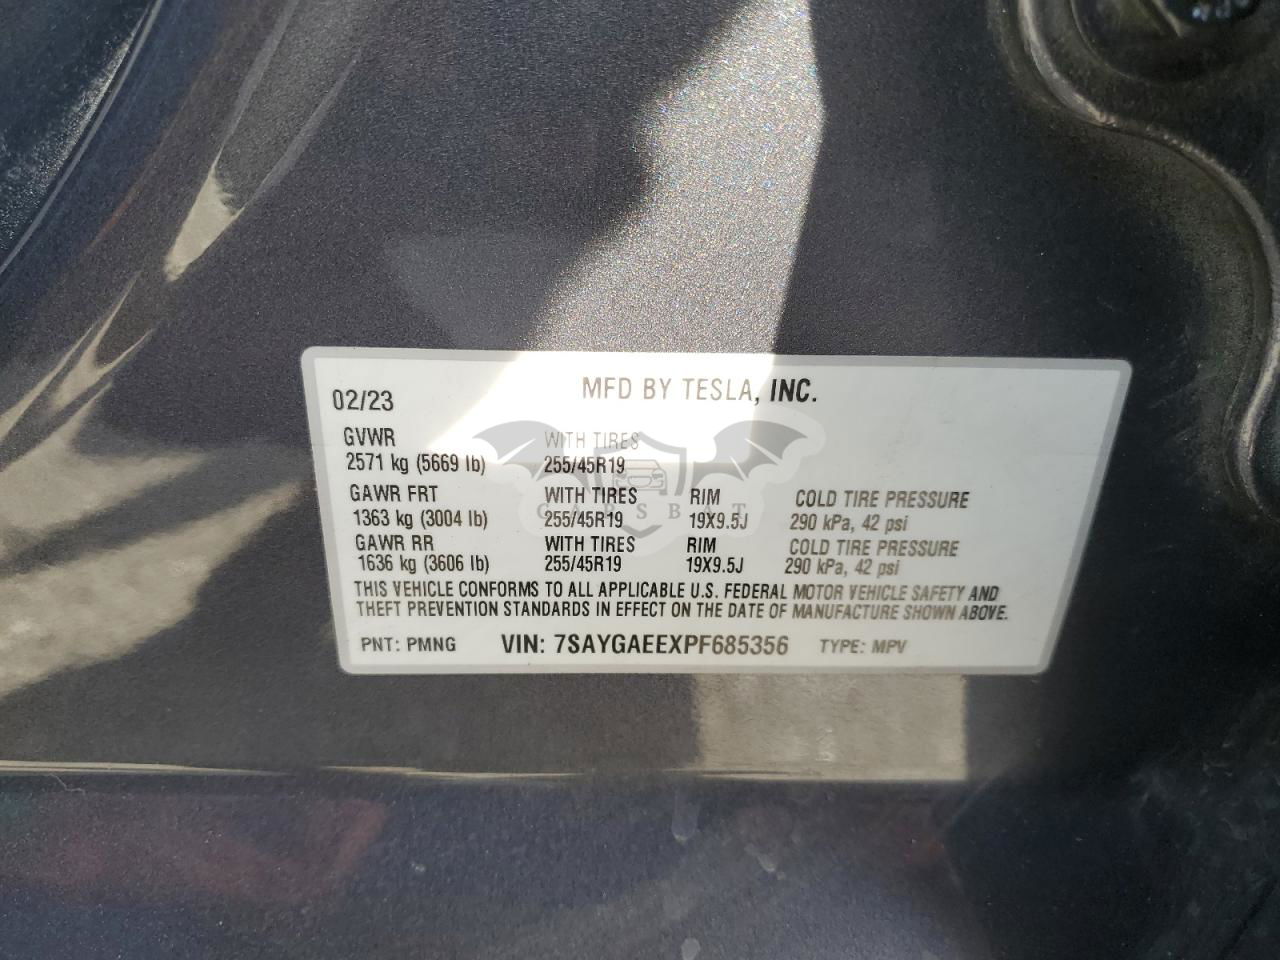 MFD BY TESLA, INC.
02/23
GVWR WITH TIRES
2571 kg (5669 lb) 255/45R19
GAWR FRT WITH TIRES RIM COLD TIRE PRESSURE
1363 kg (3004 lb) 255/45R19 19X9.5J 290 kPa, 42 psi
GAWR RR WITH TIRES RIM COLD TIRE PRESSURE
1636 kg (3606 lb) 255/45R19 19X9.5J 290 kPa, 42 psi
THIS VEHICLE CONFORMS TO ALL APPLICABLE U.S. FEDERAL MOTOR VEHICLE SAFETY AND
THEFT PREVENTION STANDARDS IN EFFECT ON THE DATE OF MANUFACTURE SHOWN ABOVE.
PNT: PMNG VIN: 7SAYGAEEXPF685356 TYPE: MPV
CARSBAT